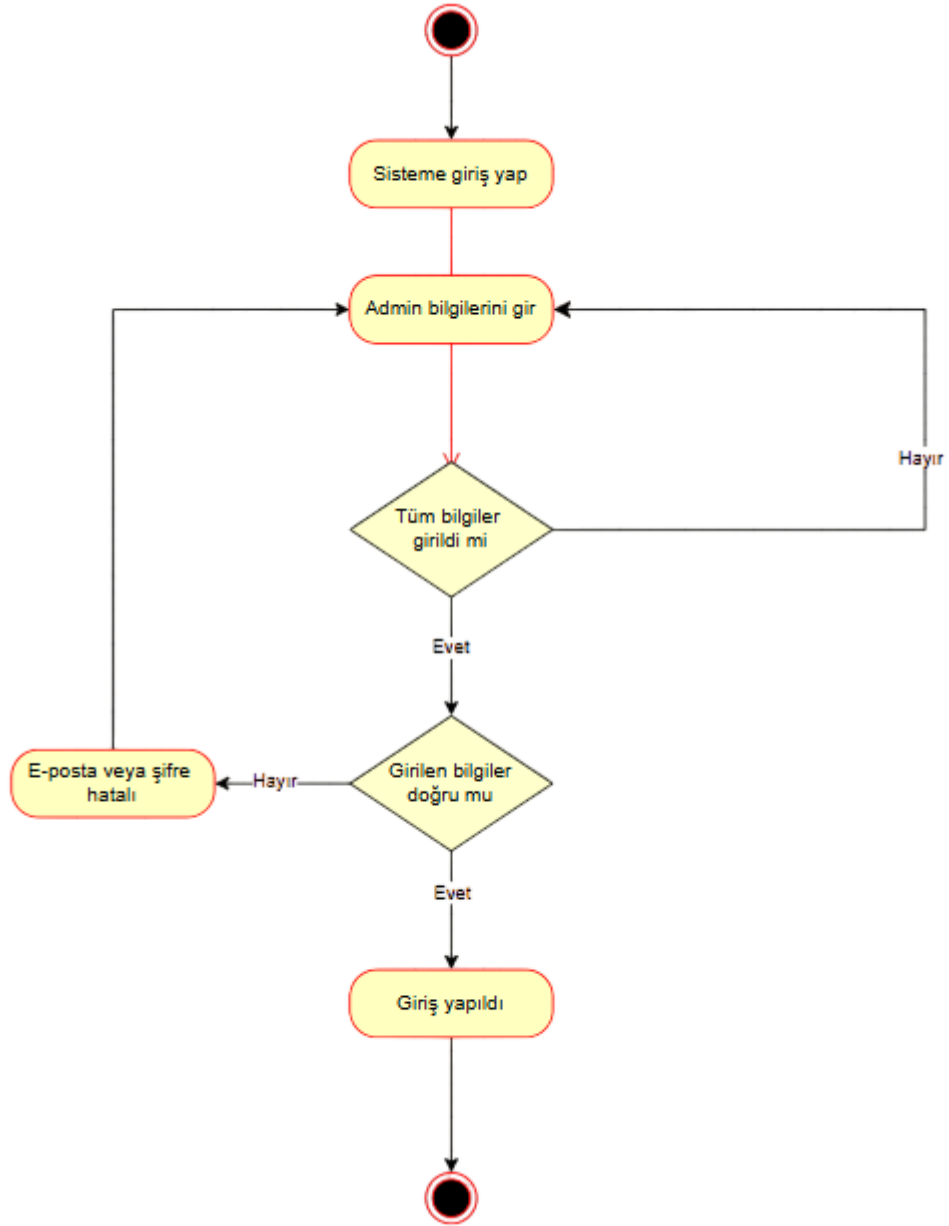 Sisteme giriş yap
Admin bilgilerini gir
Hayır
Tüm bilgiler
girildi mi
Evet
Girilen bilgiler
doğru mu
Hayır
E-posta veya şifre
hatalı
Evet
Giriş yapıldı